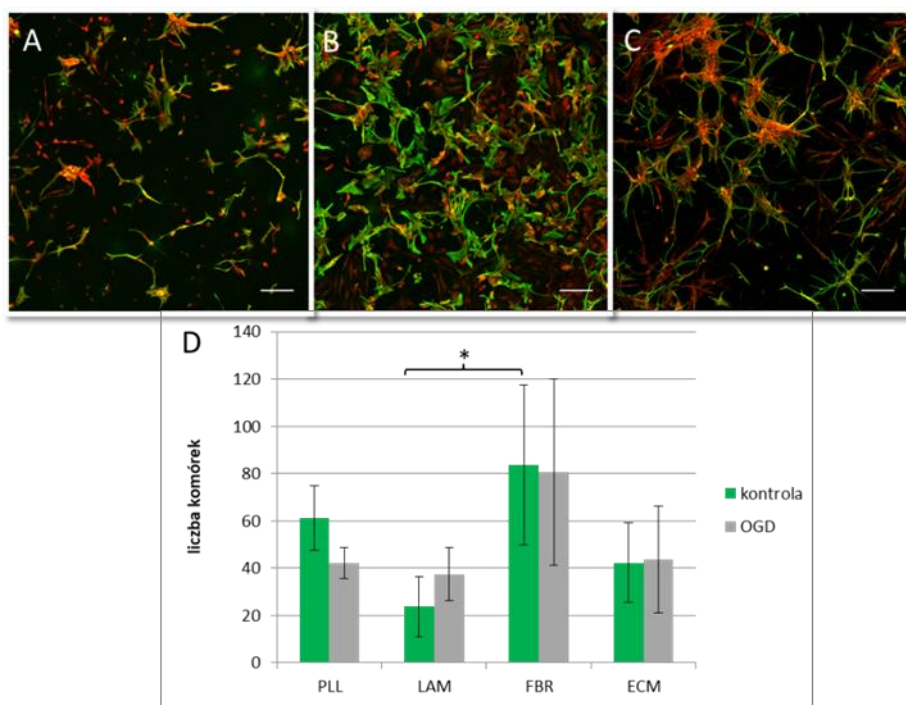 A
B
C
D
140
120
100
80
60
40
20
0
liczba komórek
*
PLL
LAM
FBR
ECM
kontrola
OGD